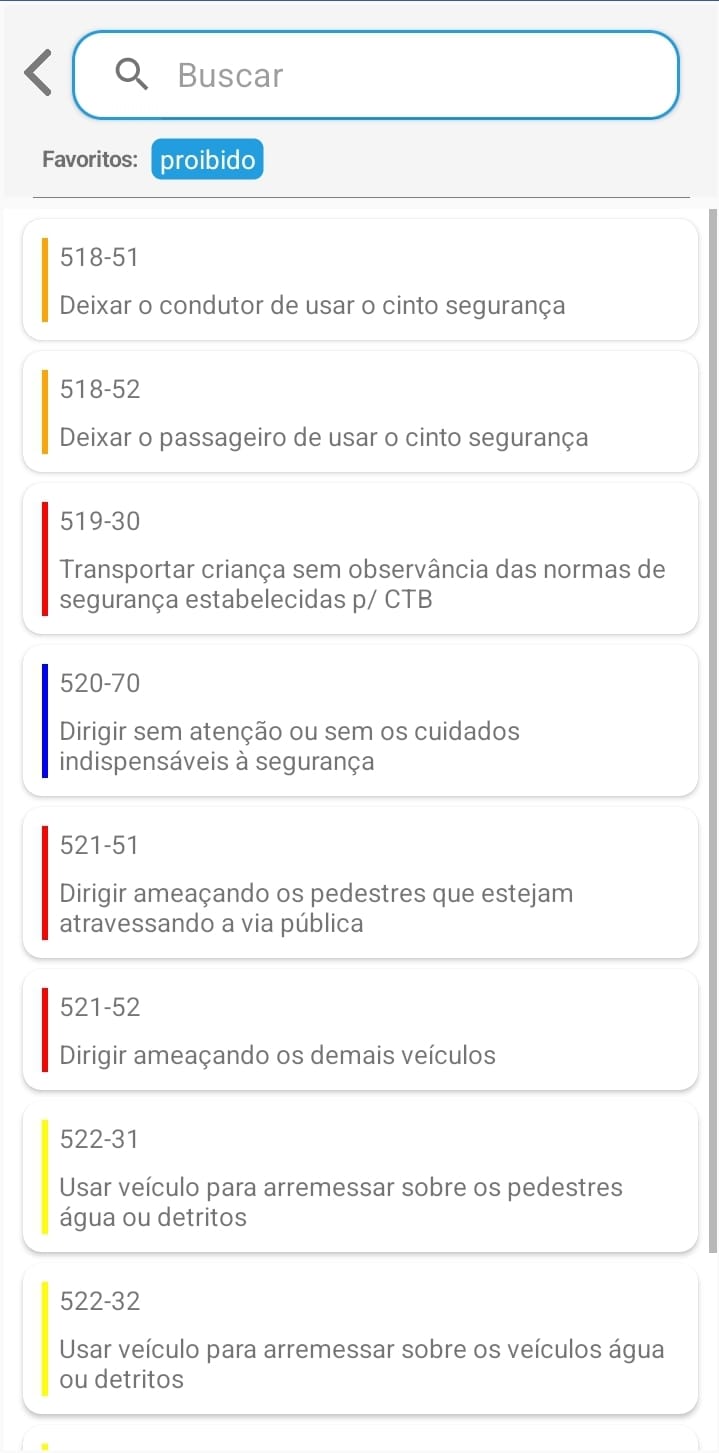 Buscar
Favoritos: proibido
518-51
Deixar o condutor de usar o cinto segurança
518-52
Deixar o passageiro de usar o cinto segurança
519-30
Transportar criança sem observância das normas de
segurança estabelecidas p/ CTB
520-70
Dirigir sem atenção ou sem os cuidados
indispensáveis à segurança
521-51
Dirigir ameaçando os pedestres que estejam
atravessando a via pública
521-52
Dirigir ameaçando os demais veículos
522-31
Usar veículo para arremessar sobre os pedestres
água ou detritos
522-32
Usar veículo para arremessar sobre os veículos água
ou detritos